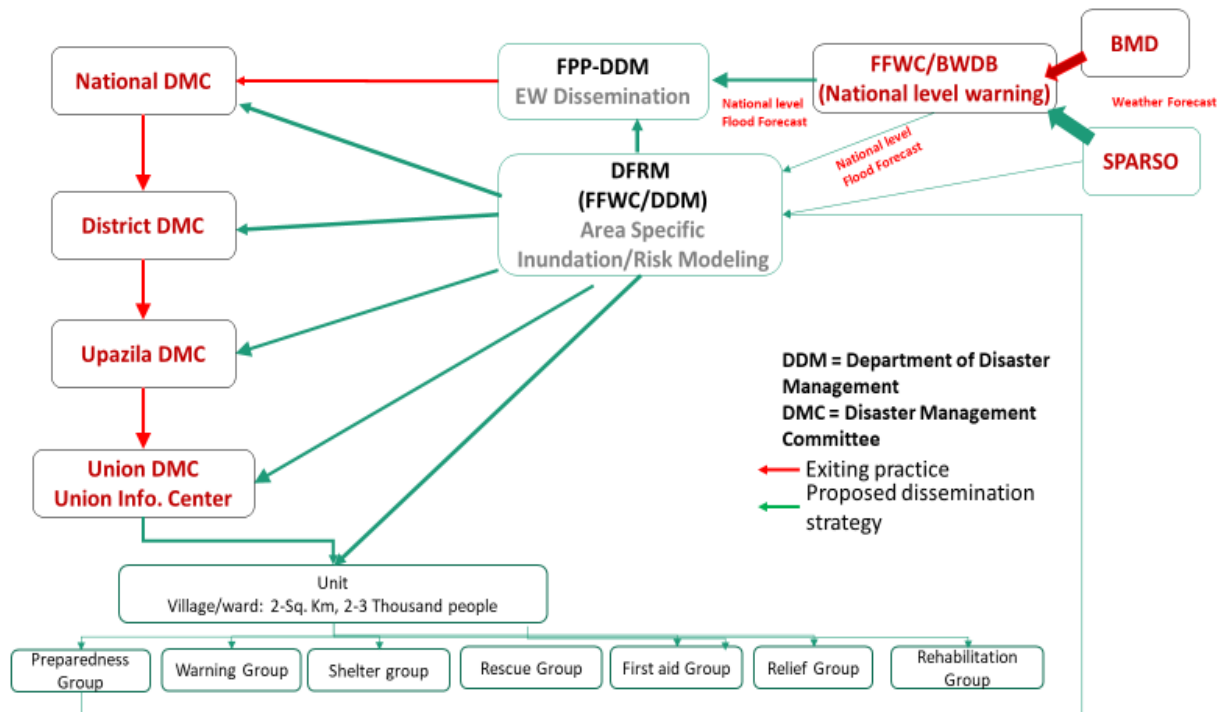 BMD
FPP-DDM
EW Dissemination
FFWC/BWDB
(National level warning)
National DMC
National level
Flood Forecast
Weather Forecast
National level
Flood Forecast
SPARSO
DFRM
(FFWC/DDM)
Area Specific
Inundation/Risk Modeling
District DMC
Upazila DMC
DDM = Department of Disaster
Management
DMC = Disaster Management
Committee
Exiting practice
Proposed dissemination
strategy
Union DMC
Union Info. Center
Unit
Village/ward: 2-Sq. Km, 2-3 Thousand people
Preparedness
Group
Warning Group
Shelter group
Rescue Group
First aid Group
Relief Group
Rehabilitation
Group